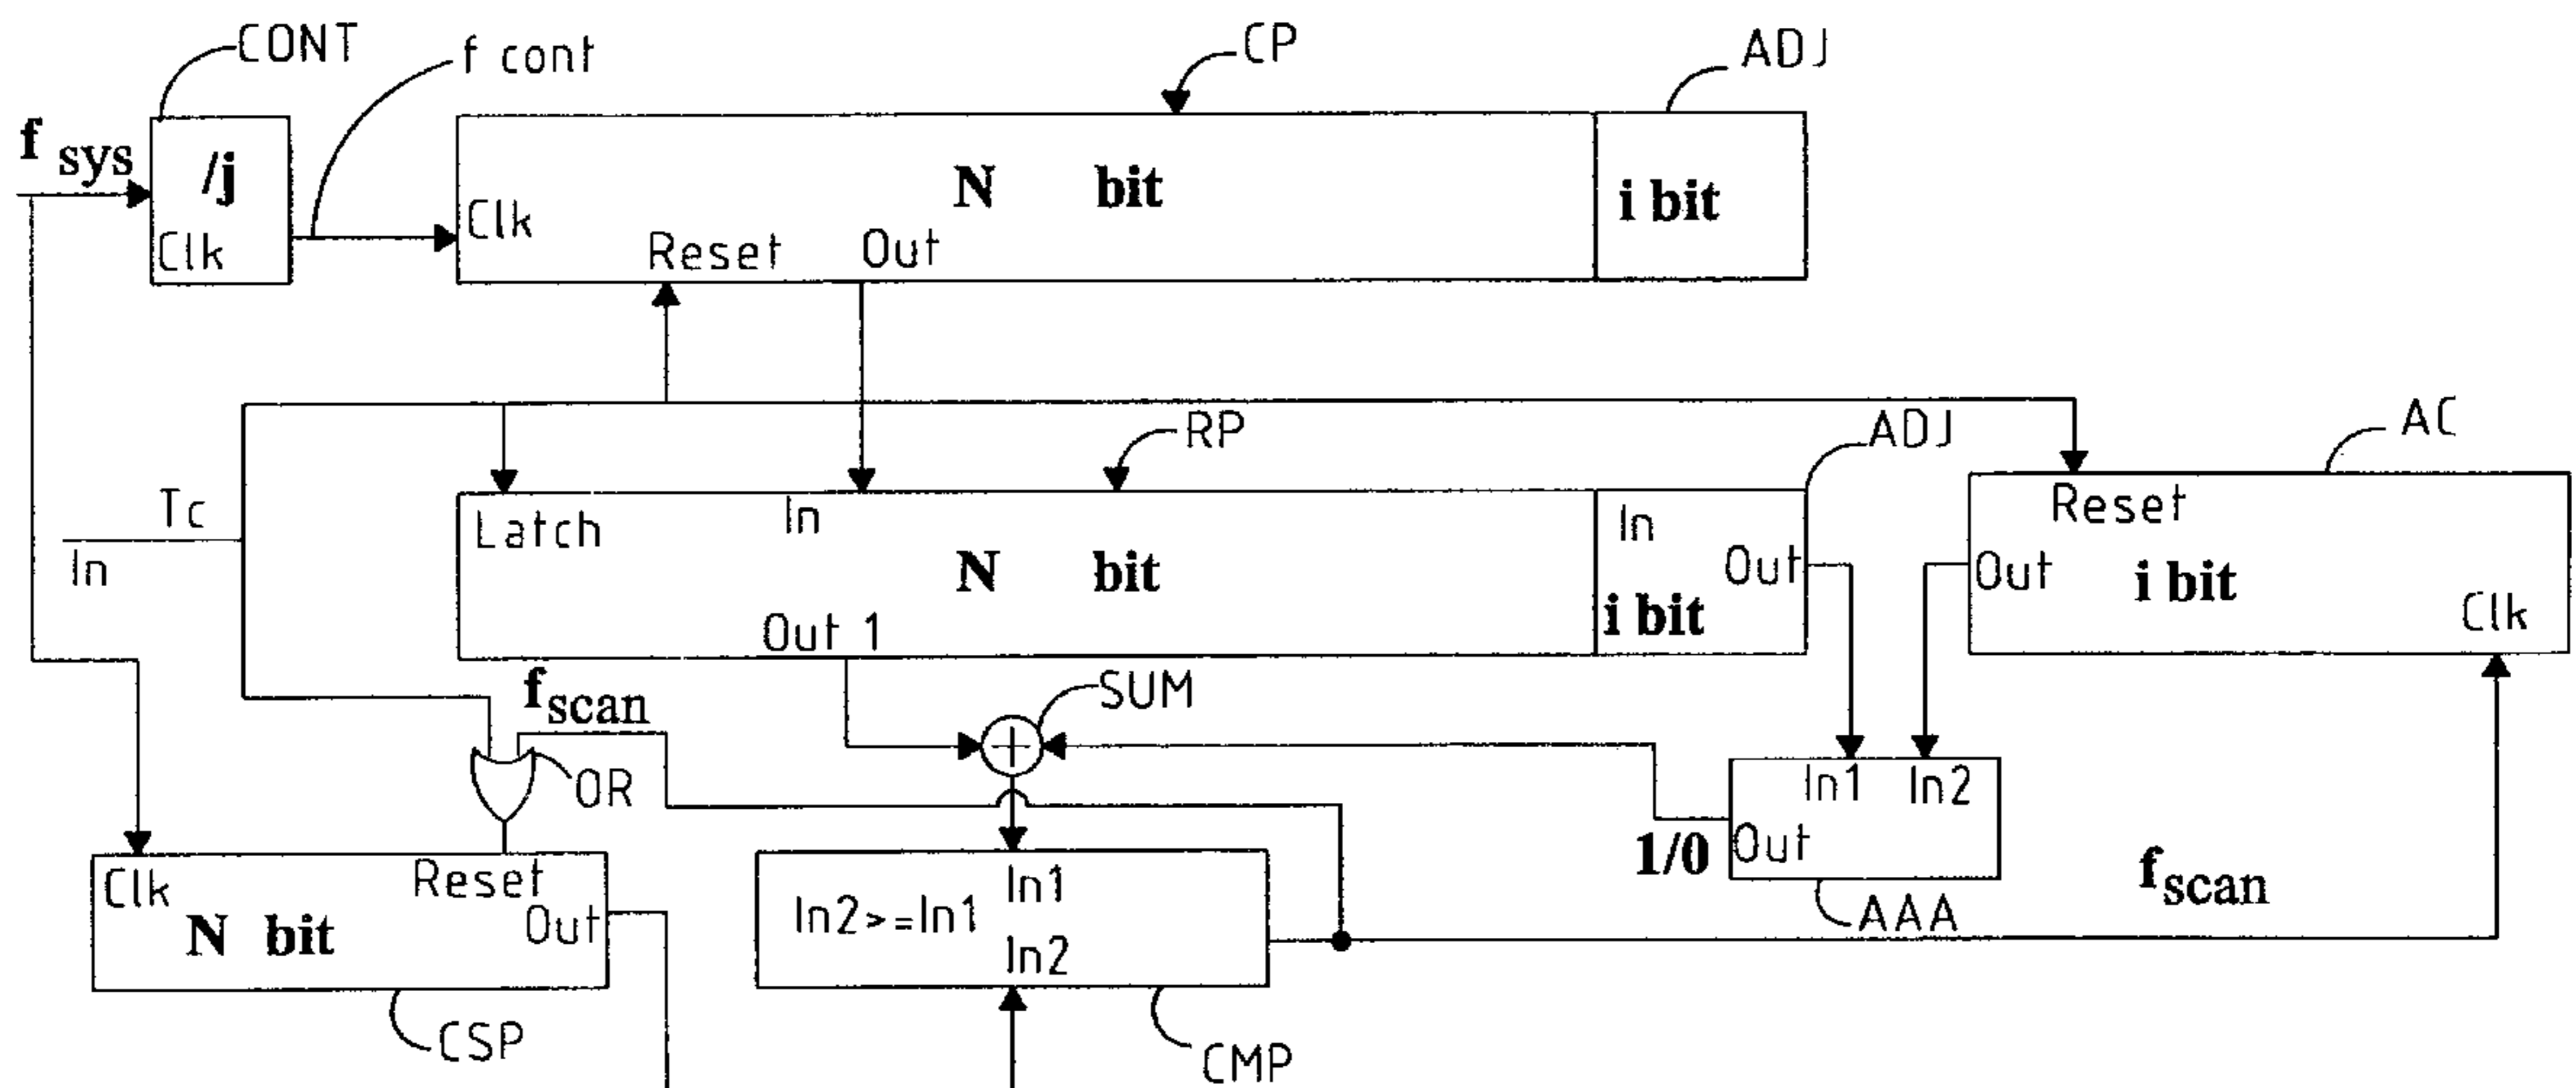 CONT
f cont
CP
ADJ
f sys
/j
Clk
Clk
N bit
i bit
Reset
Out
RP
ADJ
AC
Tc
In
Latch
In
N bit
Out 1
In
Out
i bit
Reset
Out
i bit
Clk
fscan
SUM
OR
In1
In2
Out
1/0
AAA
fscan
Clk
Reset
Out
N bit
In2>=In1
In1
In2
CSP
CMP